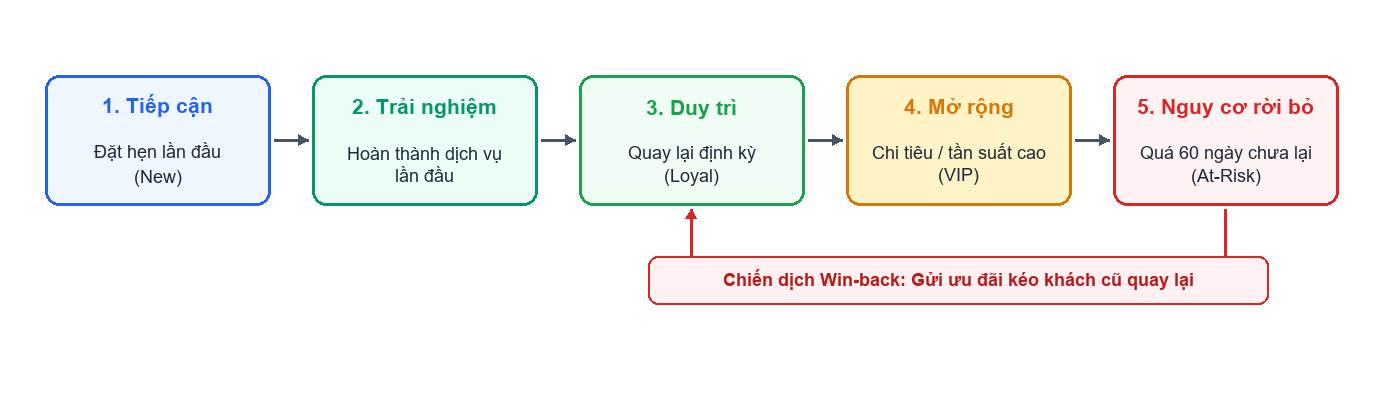 1. Tiếp cận
Đặt hẹn lần đầu
(New)
2. Trải nghiệm
Hoàn thành dịch vụ
lần đầu
3. Duy trì
Quay lại định kỳ
(Loyal)
4. Mở rộng
Chi tiêu / tần suất cao
(VIP)
5. Nguy cơ rời bỏ
Quá 60 ngày chưa lại
(At-Risk)
Chiến dịch Win-back: Gửi ưu đãi kéo khách cũ quay lại